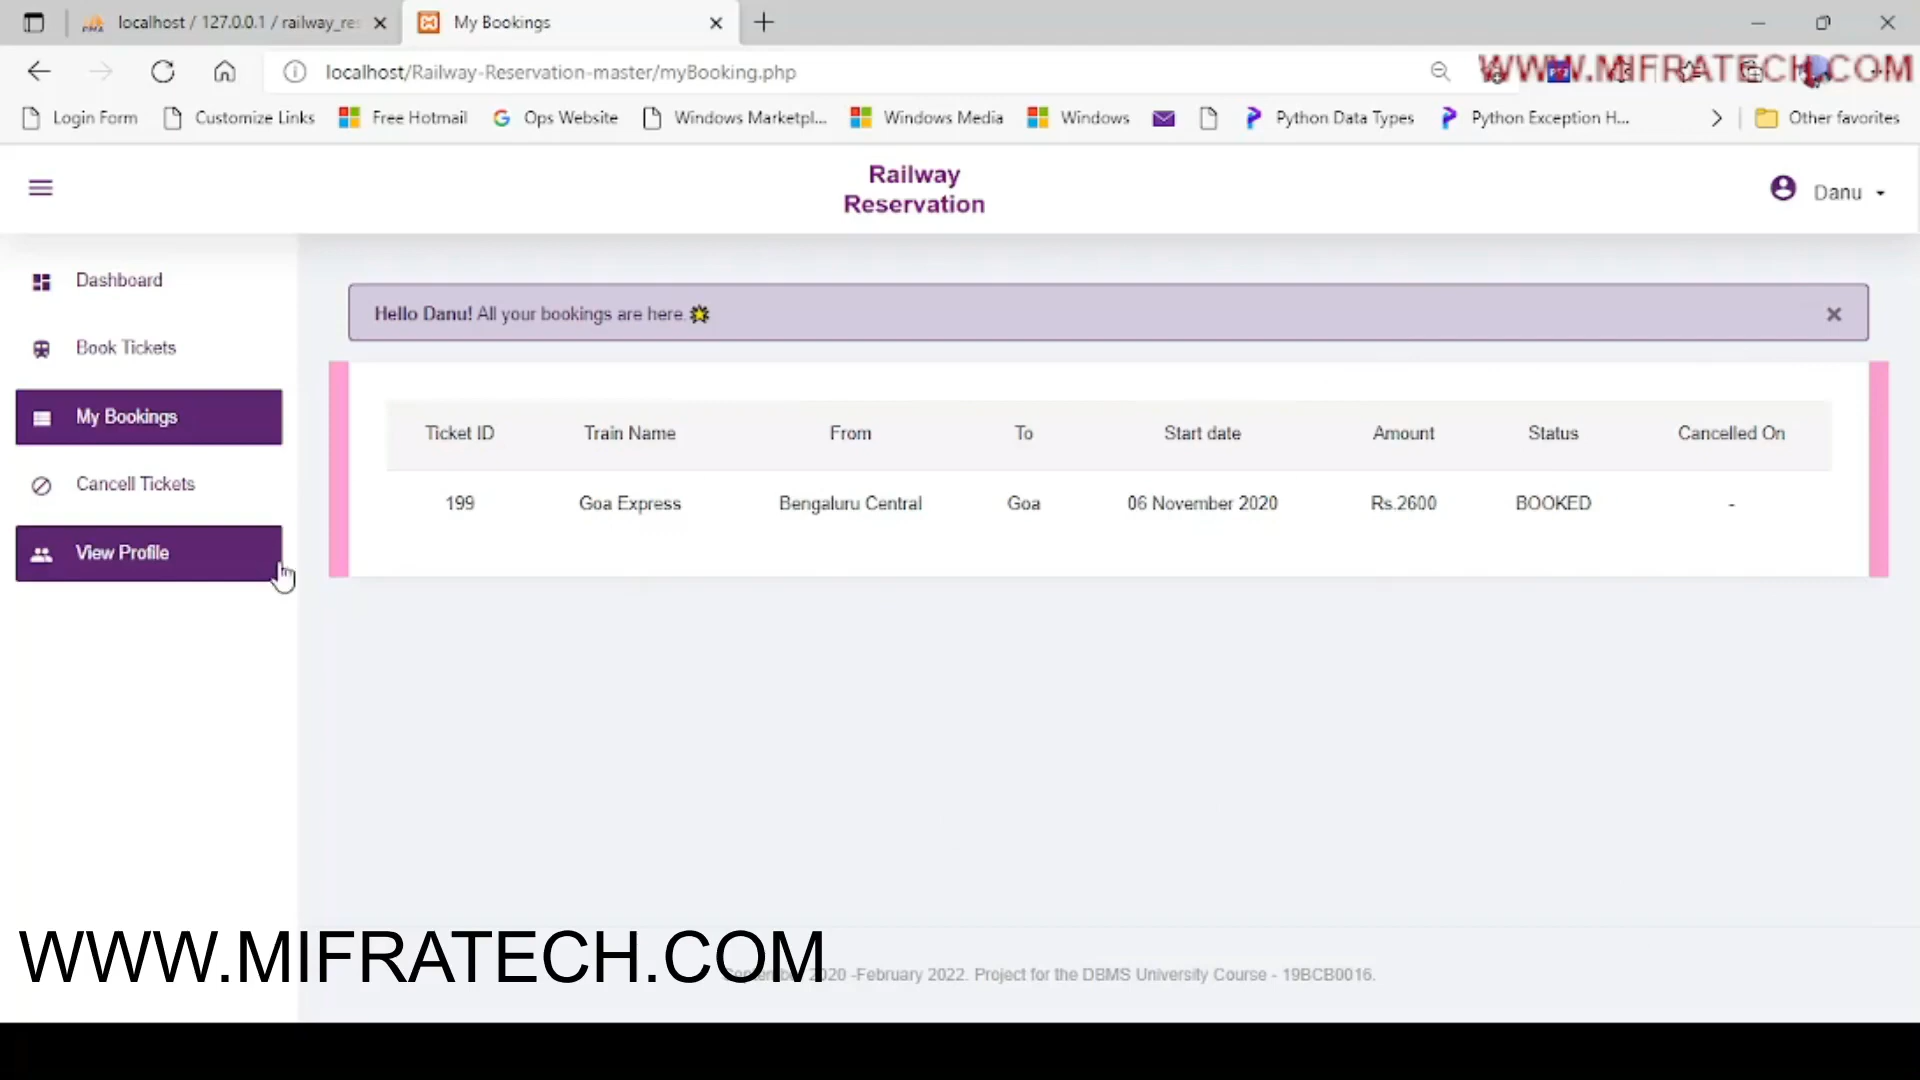 localhost / 127.0.0.1 / railway_re
My Bookings
localhost/Railway-Reservation-master/myBooking.php
WWW.MIFRATECH.COM
Login Form
Customize Links
Free Hotmail
Ops Website
Windows Marketpl...
Windows Media
Windows
Python Data Types
Python Exception H...
Other favorites
Railway
Reservation
Danu
Dashboard
Book Tickets
My Bookings
Cancell Tickets
View Profile
Hello Danu! All your bookings are here.
Ticket ID Train Name From To Start date Amount Status Cancelled On
199 Goa Express Bengaluru Central Goa 06 November 2020 Rs.2600 BOOKED -
WWW.MIFRATECH.COM
2020 -February 2022. Project for the DBMS University Course - 19BCB0016.